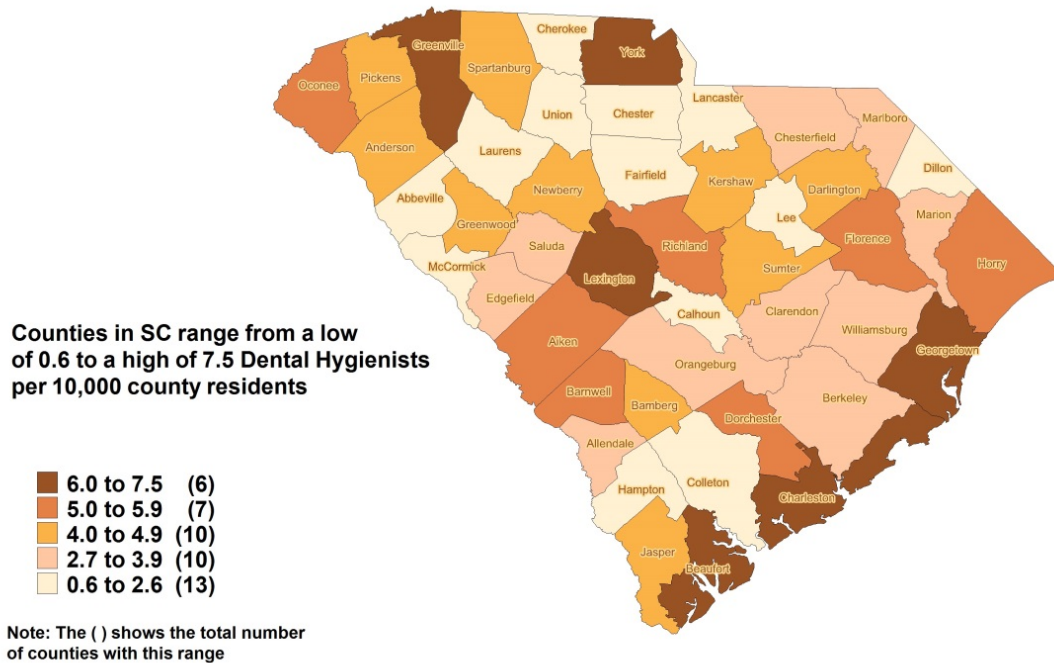 Cherokee
Greenville
York
Spartanburg
Pickens
Oconee
Lancaster
Union
Chester
Marlboro
Chesterfield
Anderson
Laurens
Dillon
Fairfield
Kershaw
Darlington
Newberry
Abbeville
Lee
Marion
Greenwood
Saluda
Richland
Florence
McCormick
Lexington
Sumter
Horry
Edgefield
Calhoun
Clarendon
Williamsburg
Counties in SC range from a low
of 0.6 to a high of 7.5 Dental Hygienists
per 10,000 county residents
Aiken
Georgetown
Orangeburg
Barnwell
Berkeley
Bamberg
Dorchester
Allendale
Colleton
Hampton
Charleston
Jasper
Beaufort
6.0 to 7.5 (6)
5.0 to 5.9 (7)
4.0 to 4.9 (10)
2.7 to 3.9 (10)
0.6 to 2.6 (13)
Note: The ( ) shows the total number
of counties with this range